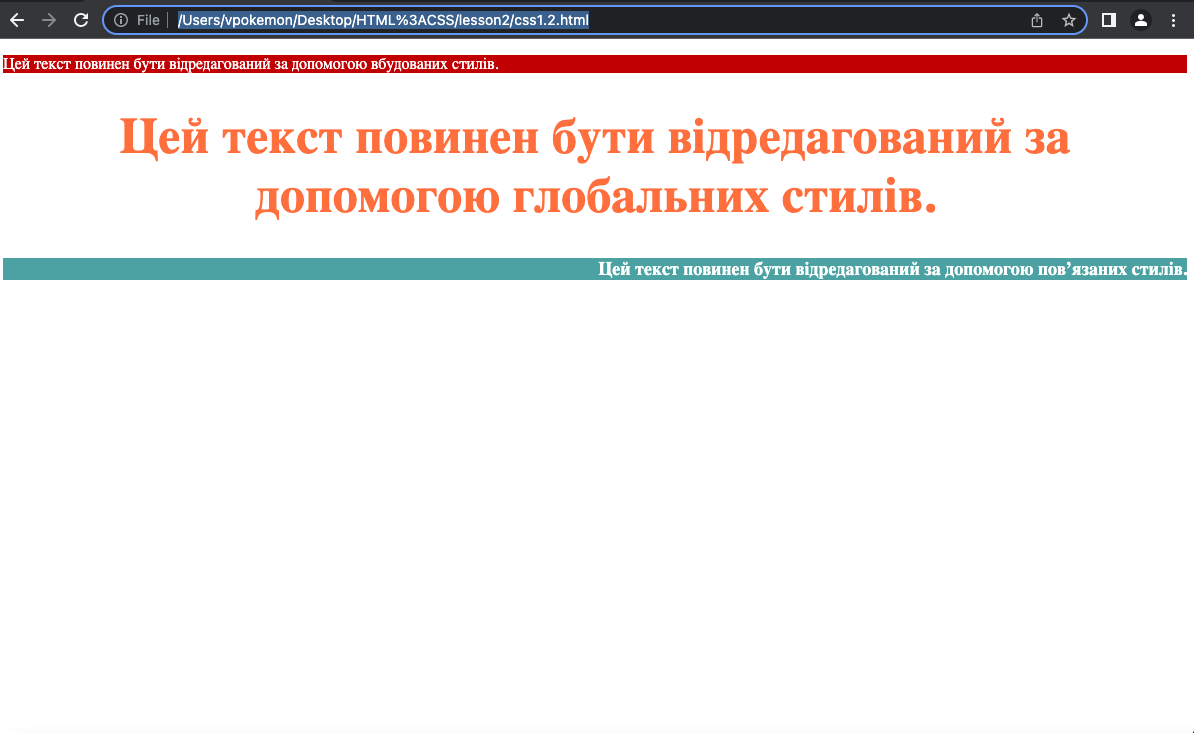 File /Users/vpokemon/Desktop/HTML%3ACSS/lesson2/css1.2.html
Цей текст повинен бути відредагований за допомогою вбудованих стилів.
Цей текст повинен бути відредагований за
допомогою глобальних стилів.
Цей текст повинен бути відредагований за допомогою пов’язаних стилів.